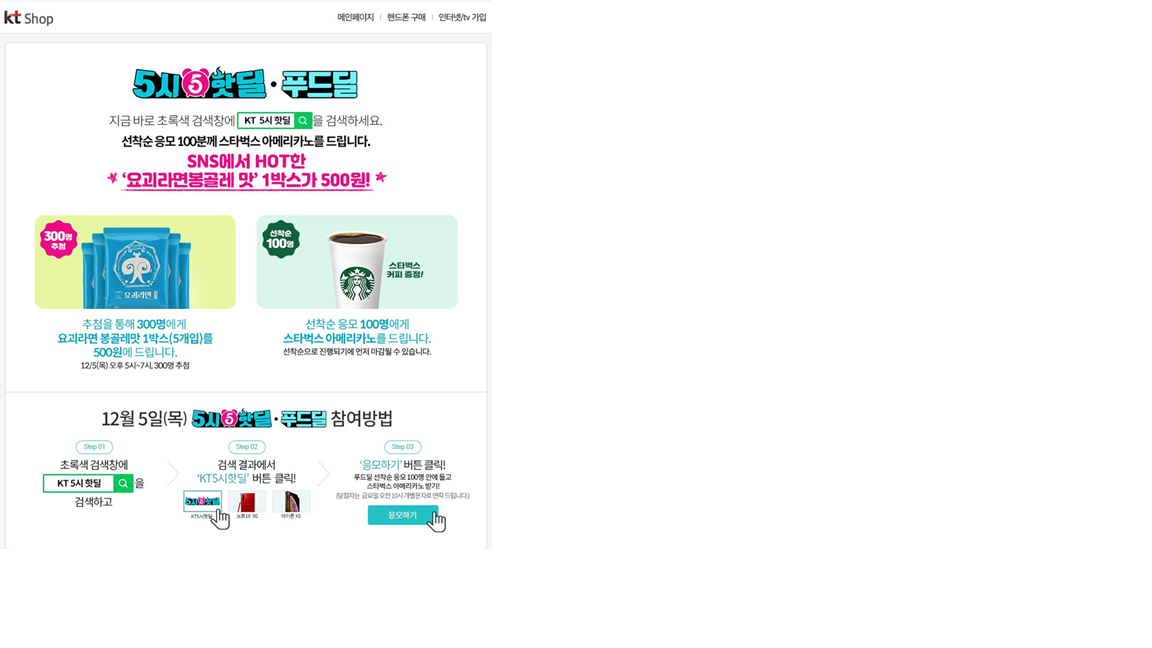 kt Shop
메인페이지 | 핸드폰 구매 | 인터넷/tv 가입
5시5핫딜·푸드딜
지금 바로 초록색 검색창에 KT 5시 핫딜 을 검색하세요.
선착순 응모 100분께 스타벅스 아메리카노를 드립니다.
SNS에서 HOT한
'요괴라면봉골레 맛' 1박스가 500원!
300명
추첨
요괴라면
선착순
100명
스타벅스
커피 증정!
추첨을 통해 300명에게
요괴라면 봉골레맛 1박스(5개입)를
500원에 드립니다.
12/5(목) 오후 5시~7시, 300명 추첨
선착순 응모 100명에게
스타벅스 아메리카노를 드립니다.
선착순으로 진행되기에 먼저 마감될 수 있습니다.
12월 5일(목) 5시5핫딜·푸드딜 참여방법
Step 01
초록색 검색창에
KT 5시 핫딜 을
검색하고
Step 02
검색 결과에서
'KT5시핫딜' 버튼 클릭!
5시5핫딜
KT5시핫딜
노트10 5G
아이폰 XS
Step 03
'응모하기' 버튼 클릭!
푸드딜 선착순 응모 100명 안에 들고
스타벅스 아메리카노 받기!
(당첨자는 금요일 오전 10시 개별문자로 연락 드립니다.)
응모하기